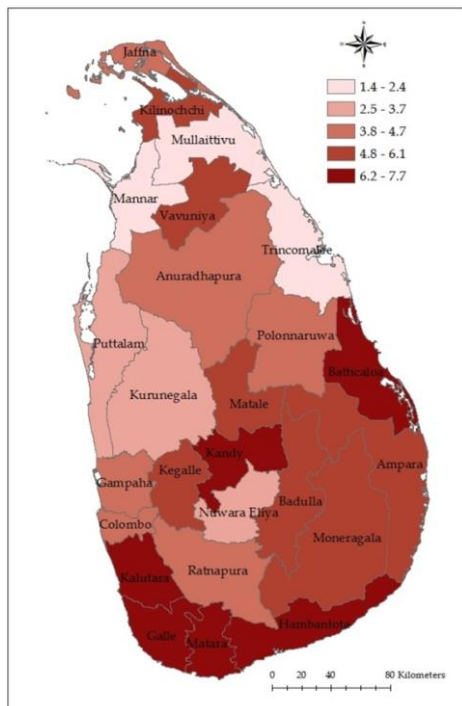 Jaffna
1.4 - 2.4
2.5 - 3.7
3.8 - 4.7
4.8 - 6.1
6.2 - 7.7
Kilinochchi
Mullaittivu
Mannar
Vavuniya
Trincomalee
Anuradhapura
Puttalam
Polonnaruwa
Batticaloa
Kurunegala
Matale
Kandy
Kegalle
Ampara
Gampaha
Nuwara Eliya
Badulla
Colombo
Moneragala
Ratnapura
Kalutara
Hambantota
Galle
Matara
0 10 20 40 60 80 Kilometers